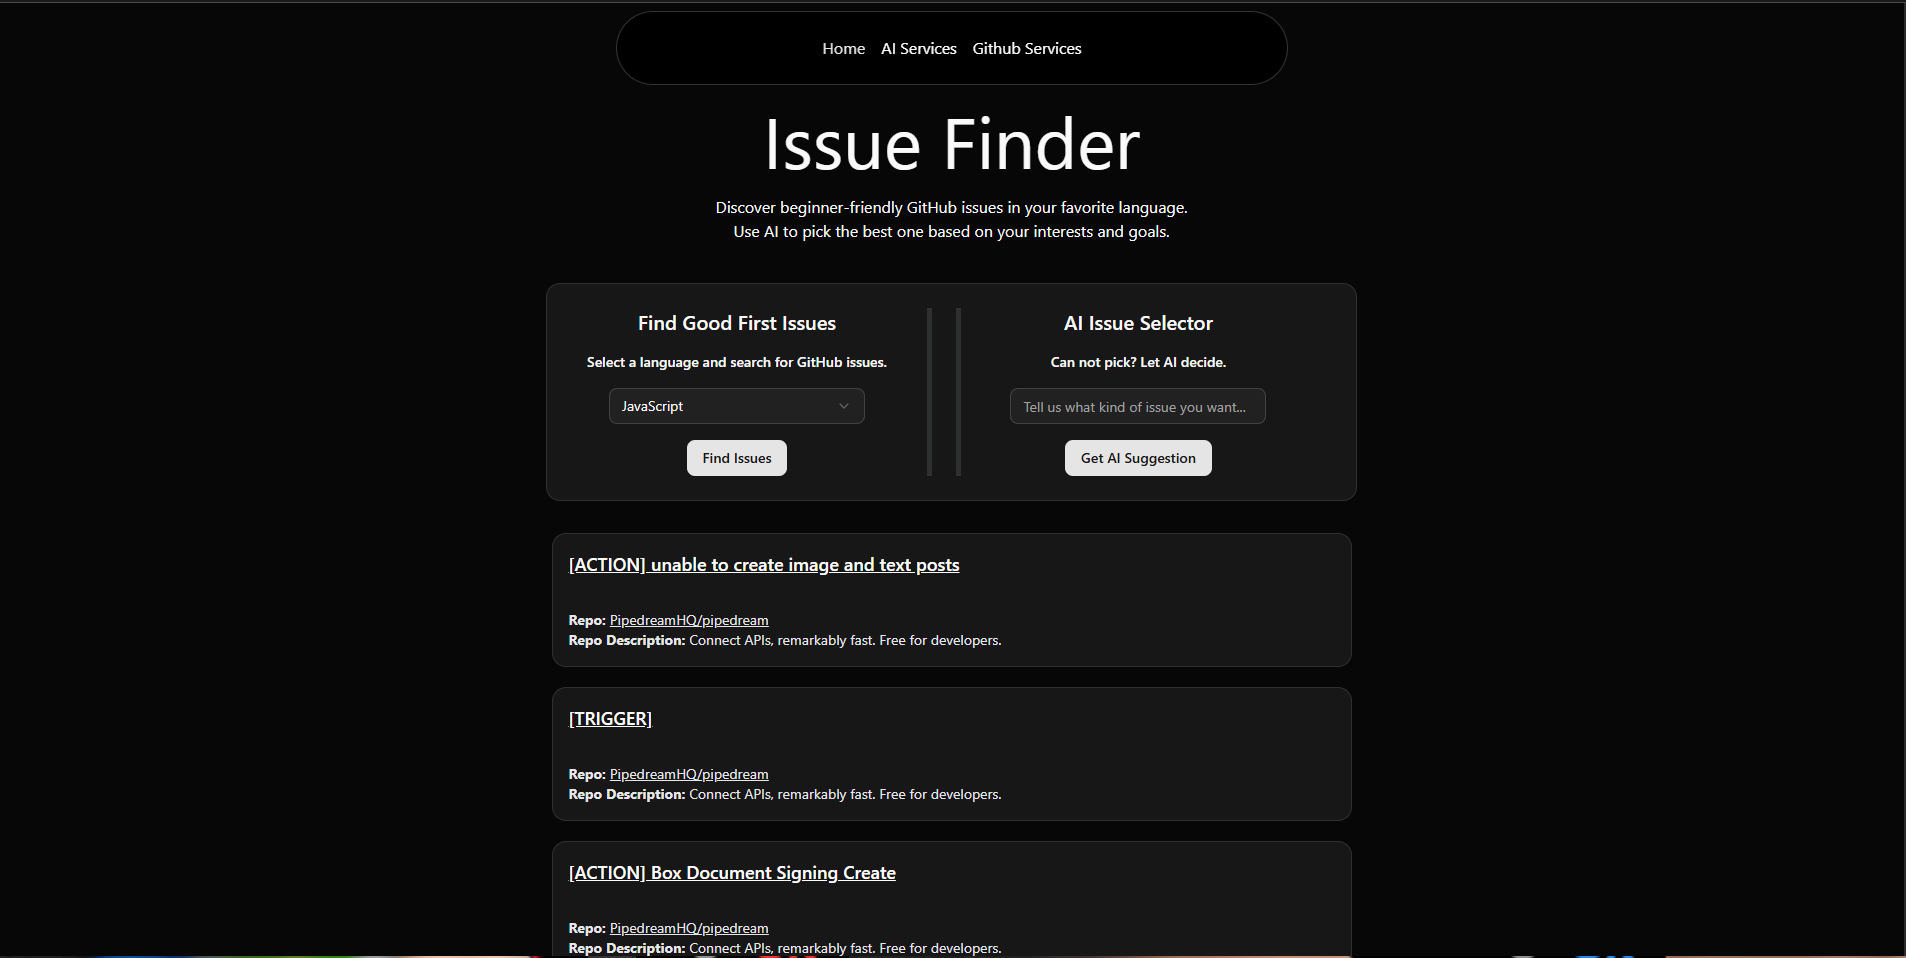 Home AI Services Github Services
Issue Finder
Discover beginner-friendly GitHub issues in your favorite language.
Use AI to pick the best one based on your interests and goals.
Find Good First Issues
Select a language and search for GitHub issues.
JavaScript
Find Issues
AI Issue Selector
Can not pick? Let AI decide.
Tell us what kind of issue you want...
Get AI Suggestion
[ACTION] unable to create image and text posts
Repo: PipedreamHQ/pipedream
Repo Description: Connect APIs, remarkably fast. Free for developers.
[TRIGGER]
Repo: PipedreamHQ/pipedream
Repo Description: Connect APIs, remarkably fast. Free for developers.
[ACTION] Box Document Signing Create
Repo: PipedreamHQ/pipedream
Repo Description: Connect APIs, remarkably fast. Free for developers.